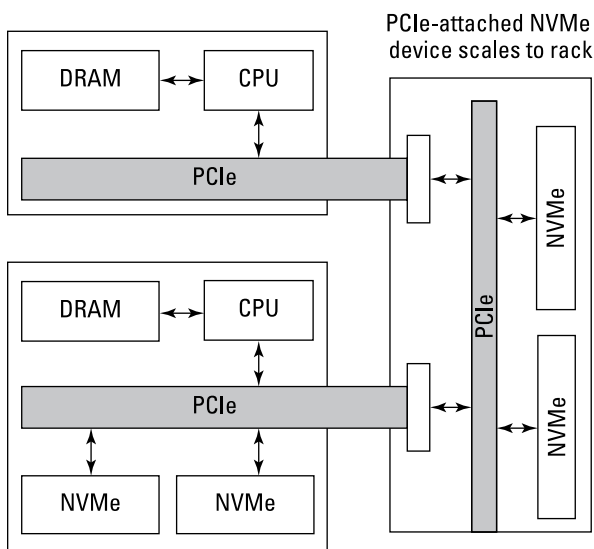 PCIe-attached NVMe
device scales to rack
DRAM
CPU
PCIe
DRAM
CPU
PCIe
NVMe
NVMe
PCIe
NVMe
NVMe